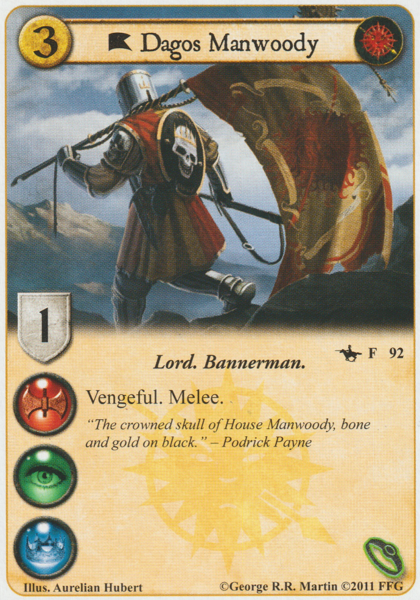 3
Dagos Manwoody
1
Lord. Bannerman.
F 92
Vengeful. Melee.
“The crowned skull of House Manwoody, bone
and gold on black.” – Podrick Payne
Illus. Aurelian Hubert
©George R.R. Martin ©2011 FFG